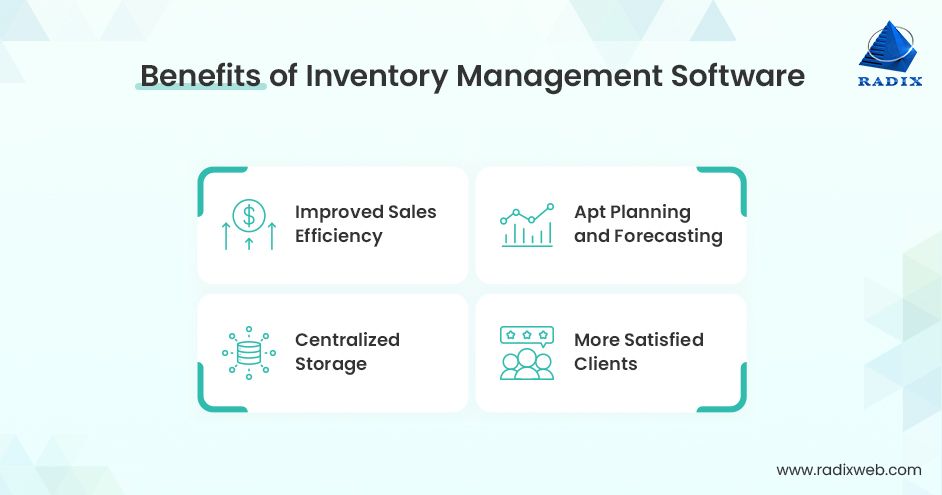 Benefits of Inventory Management Software
RADIX
Improved Sales
Efficiency
Apt Planning
and Forecasting
Centralized
Storage
More Satisfied
Clients
www.radixweb.com